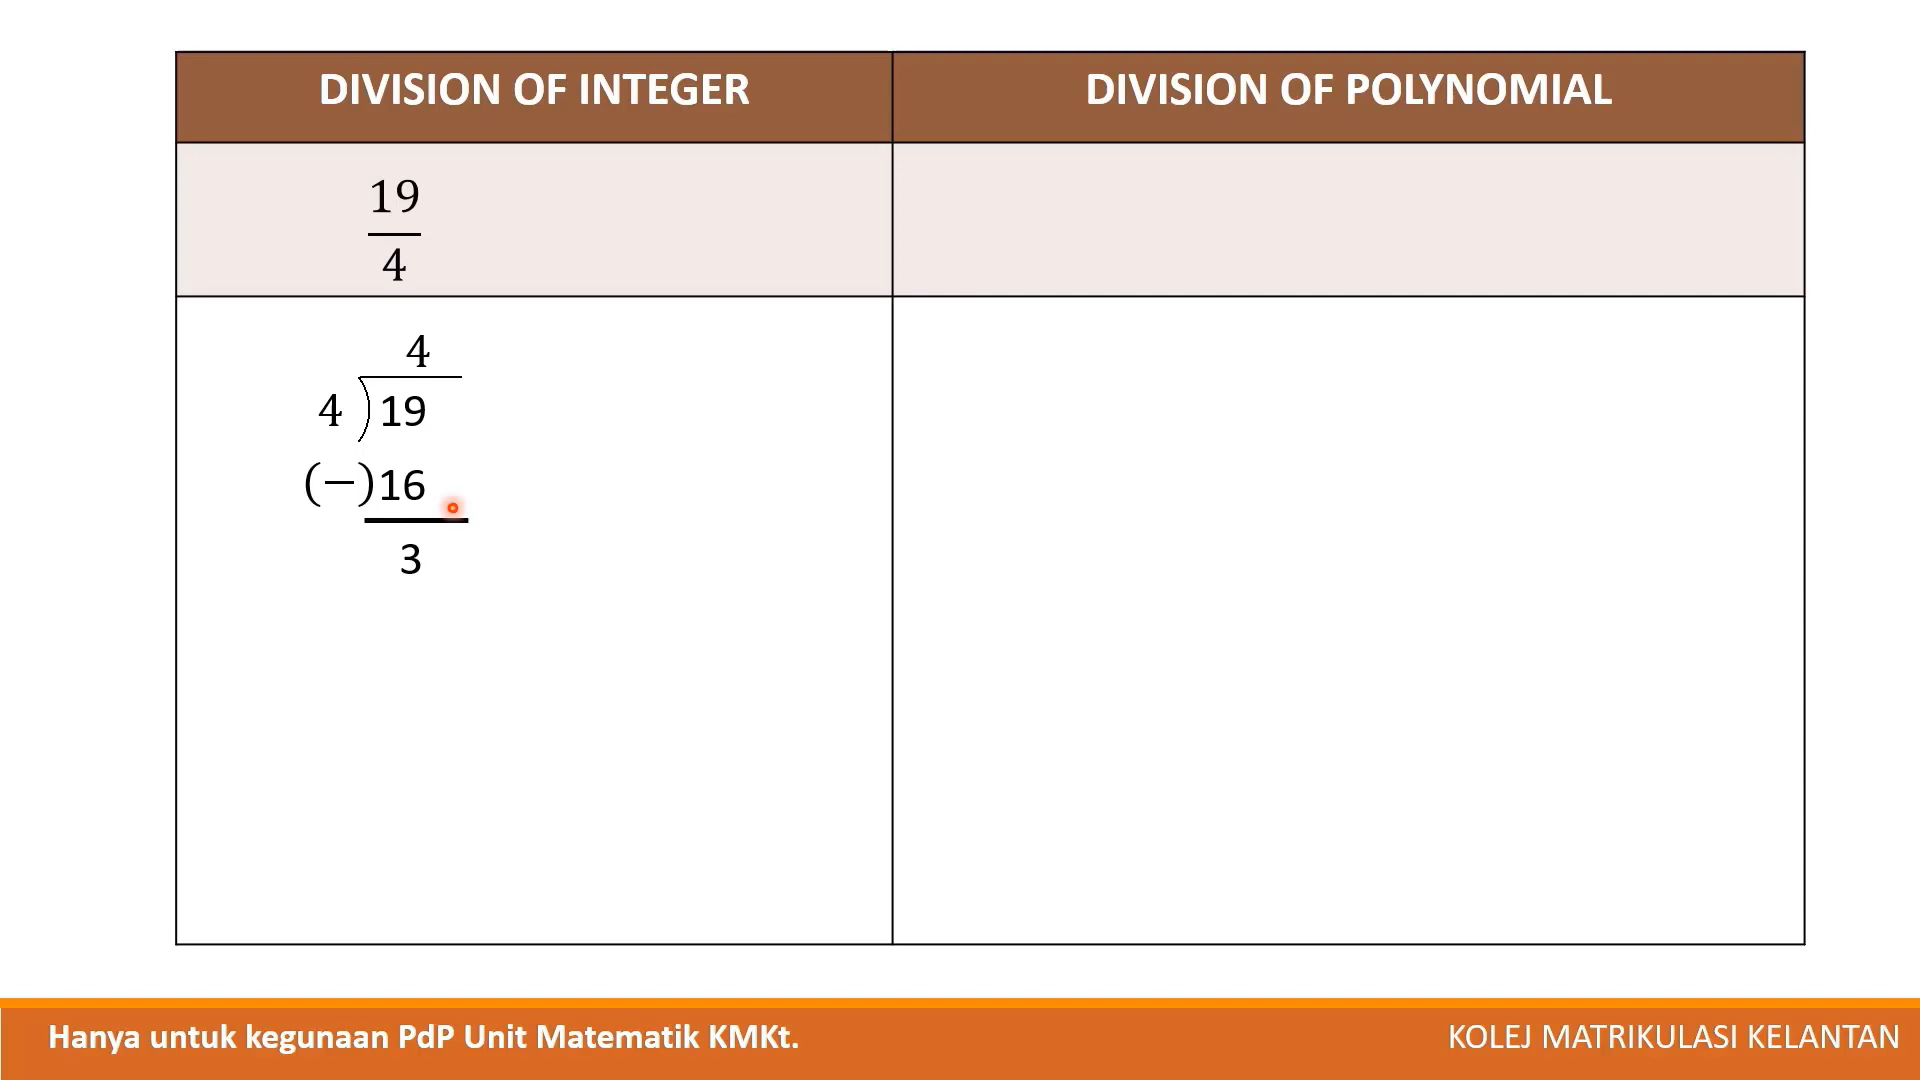 DIVISION OF INTEGER
DIVISION OF POLYNOMIAL
19
4
4
4 ) 19
(−) 16
3
Hanya untuk kegunaan PdP Unit Matematik KMKt.
KOLEJ MATRIKULASI KELANTAN